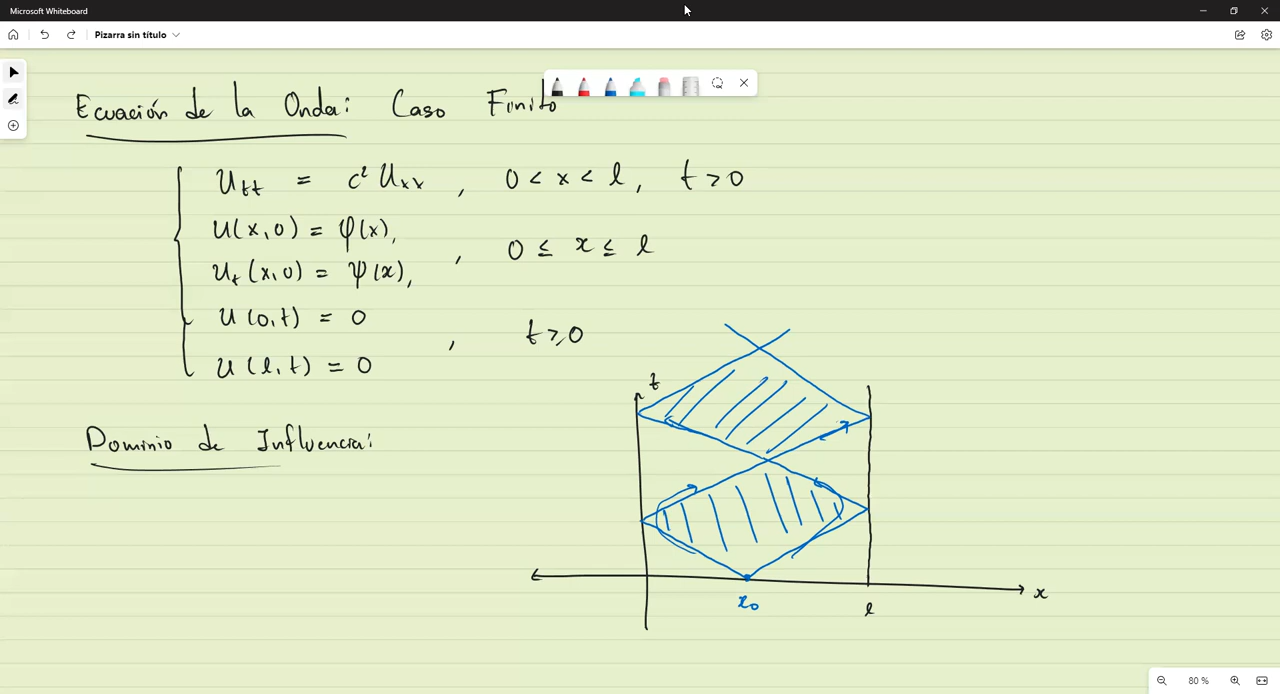 Microsoft Whiteboard
Pizarra sin título
Ecuación de la Onda: Caso Finito
u_tt = c² u_xx , 0 < x < l, t > 0
u(x,0) = φ(x),
, 0 ≤ x ≤ l
u_t(x,0) = ψ(x),
u(0,t) = 0
, t ≥ 0
u(l,t) = 0
t
Dominio de Influencia:
x
x₀
l
80 %